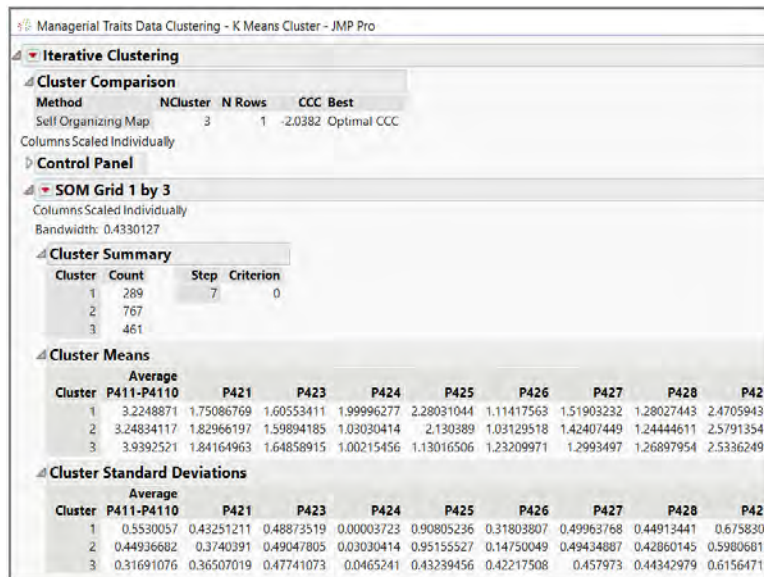 Managerial Traits Data Clustering - K Means Cluster - JMP Pro
Iterative Clustering
Cluster Comparison
Method NCluster N Rows CCC Best
Self Organizing Map 3 1 -2.0382 Optimal CCC
Columns Scaled Individually
Control Panel
SOM Grid 1 by 3
Columns Scaled Individually
Bandwidth: 0.4330127
Cluster Summary
Cluster Count Step Criterion
1 289 7 0
2 767
3 461
Cluster Means
Average
Cluster P411-P4110 P421 P423 P424 P425 P426 P427 P428 P42
1 3.2248871 1.75086769 1.60553411 1.99996277 2.28031044 1.11417563 1.51903232 1.28027443 2.4705943
2 3.24834117 1.82966197 1.59894185 1.03030414 2.130389 1.03129518 1.42407449 1.24444611 2.5791354
3 3.9392521 1.84164963 1.64858915 1.00215456 1.13016506 1.23209971 1.2993497 1.26897954 2.5336249
Cluster Standard Deviations
Average
Cluster P411-P4110 P421 P423 P424 P425 P426 P427 P428 P42
1 0.5530057 0.43251211 0.48873519 0.00003723 0.90805236 0.31803807 0.49963768 0.44913441 0.675830
2 0.44936682 0.3740391 0.49047805 0.03030414 0.95155527 0.14750049 0.49434887 0.42860145 0.5980681
3 0.31691076 0.36507019 0.47741073 0.0465241 0.43239456 0.42217508 0.457973 0.44342979 0.6156471